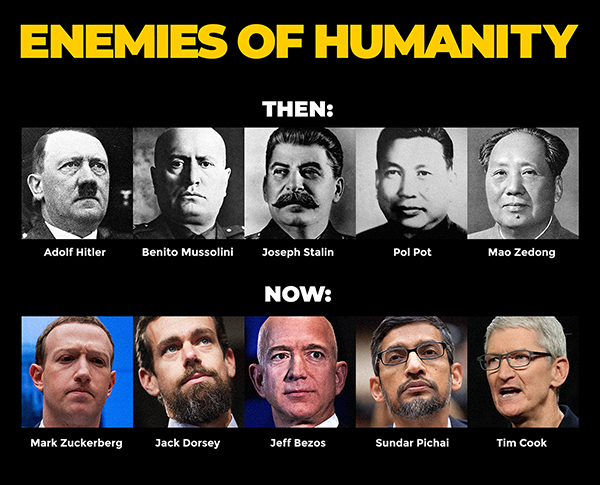 ENEMIES OF HUMANITY
THEN:
Adolf Hitler
Benito Mussolini
Joseph Stalin
Pol Pot
Mao Zedong
NOW:
Mark Zuckerberg
Jack Dorsey
Jeff Bezos
Sundar Pichai
Tim Cook